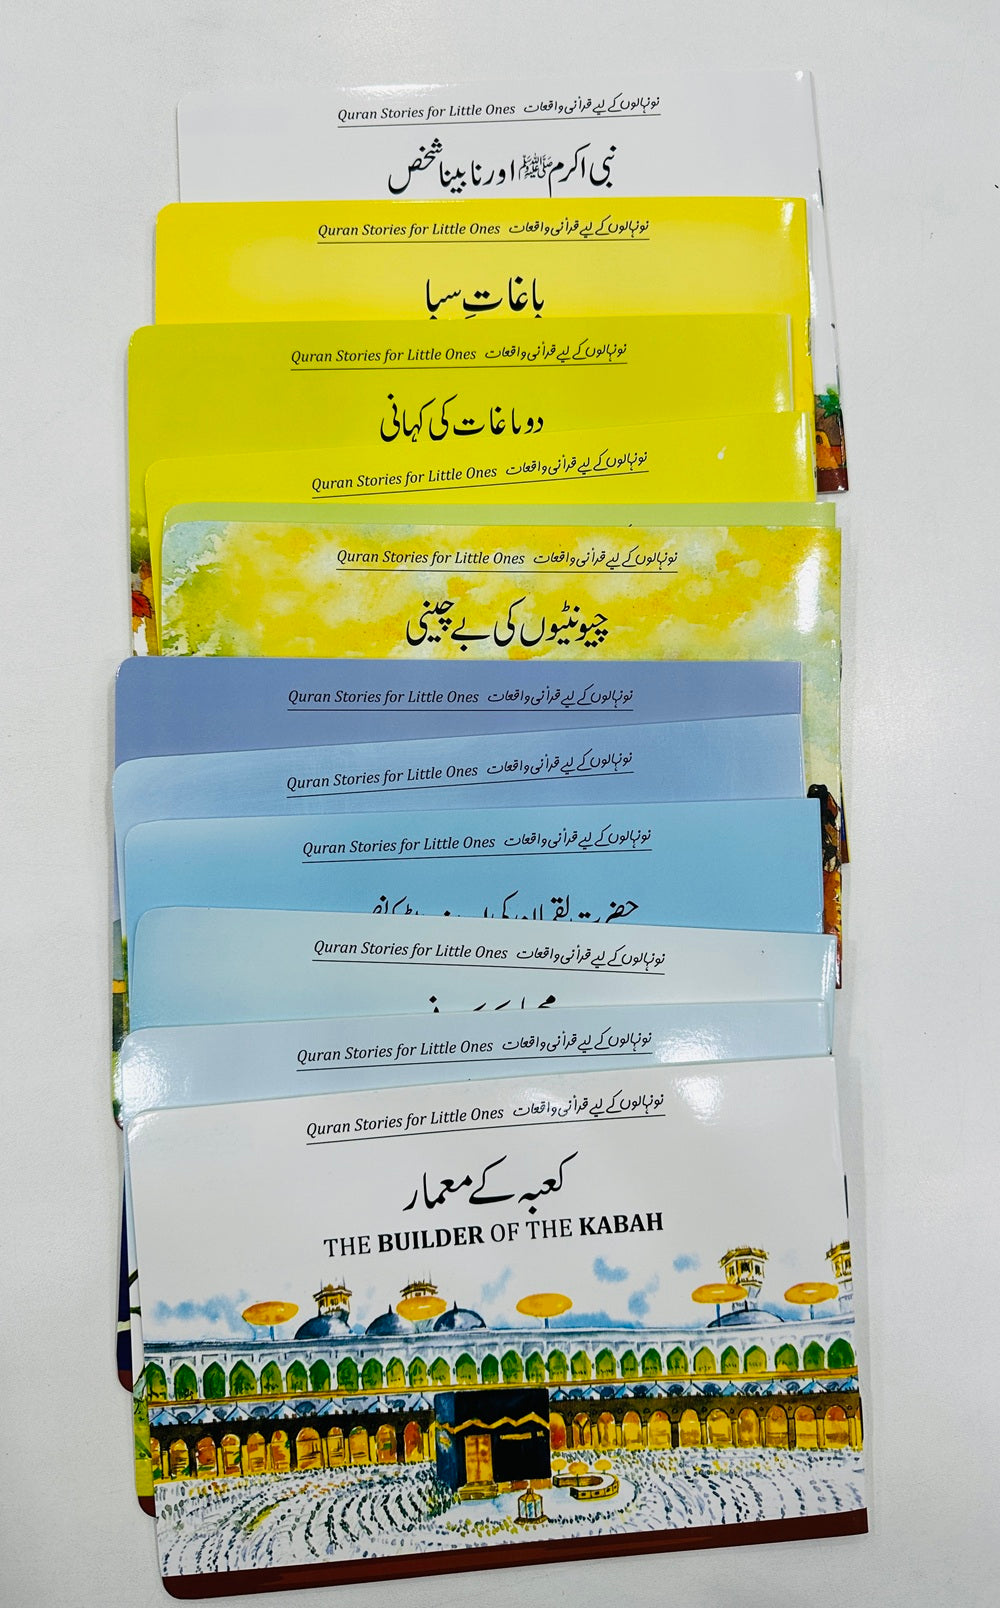 Quran Stories for Little Ones نونہالوں کے لیے قرآنی واقعات
نبی اکرم ﷺ اور نابینا شخص
Quran Stories for Little Ones نونہالوں کے لیے قرآنی واقعات
باغاتِ سبا
Quran Stories for Little Ones نونہالوں کے لیے قرآنی واقعات
دو باغات کی کہانی
Quran Stories for Little Ones نونہالوں کے لیے قرآنی واقعات
Quran Stories for Little Ones نونہالوں کے لیے قرآنی واقعات
چیونٹیوں کی بے چینی
Quran Stories for Little Ones نونہالوں کے لیے قرآنی واقعات
Quran Stories for Little Ones نونہالوں کے لیے قرآنی واقعات
Quran Stories for Little Ones نونہالوں کے لیے قرآنی واقعات
حضرت لقمان کی
Quran Stories for Little Ones نونہالوں کے لیے قرآنی واقعات
Quran Stories for Little Ones نونہالوں کے لیے قرآنی واقعات
Quran Stories for Little Ones نونہالوں کے لیے قرآنی واقعات
کعبہ کے معمار
THE BUILDER OF THE KABAH